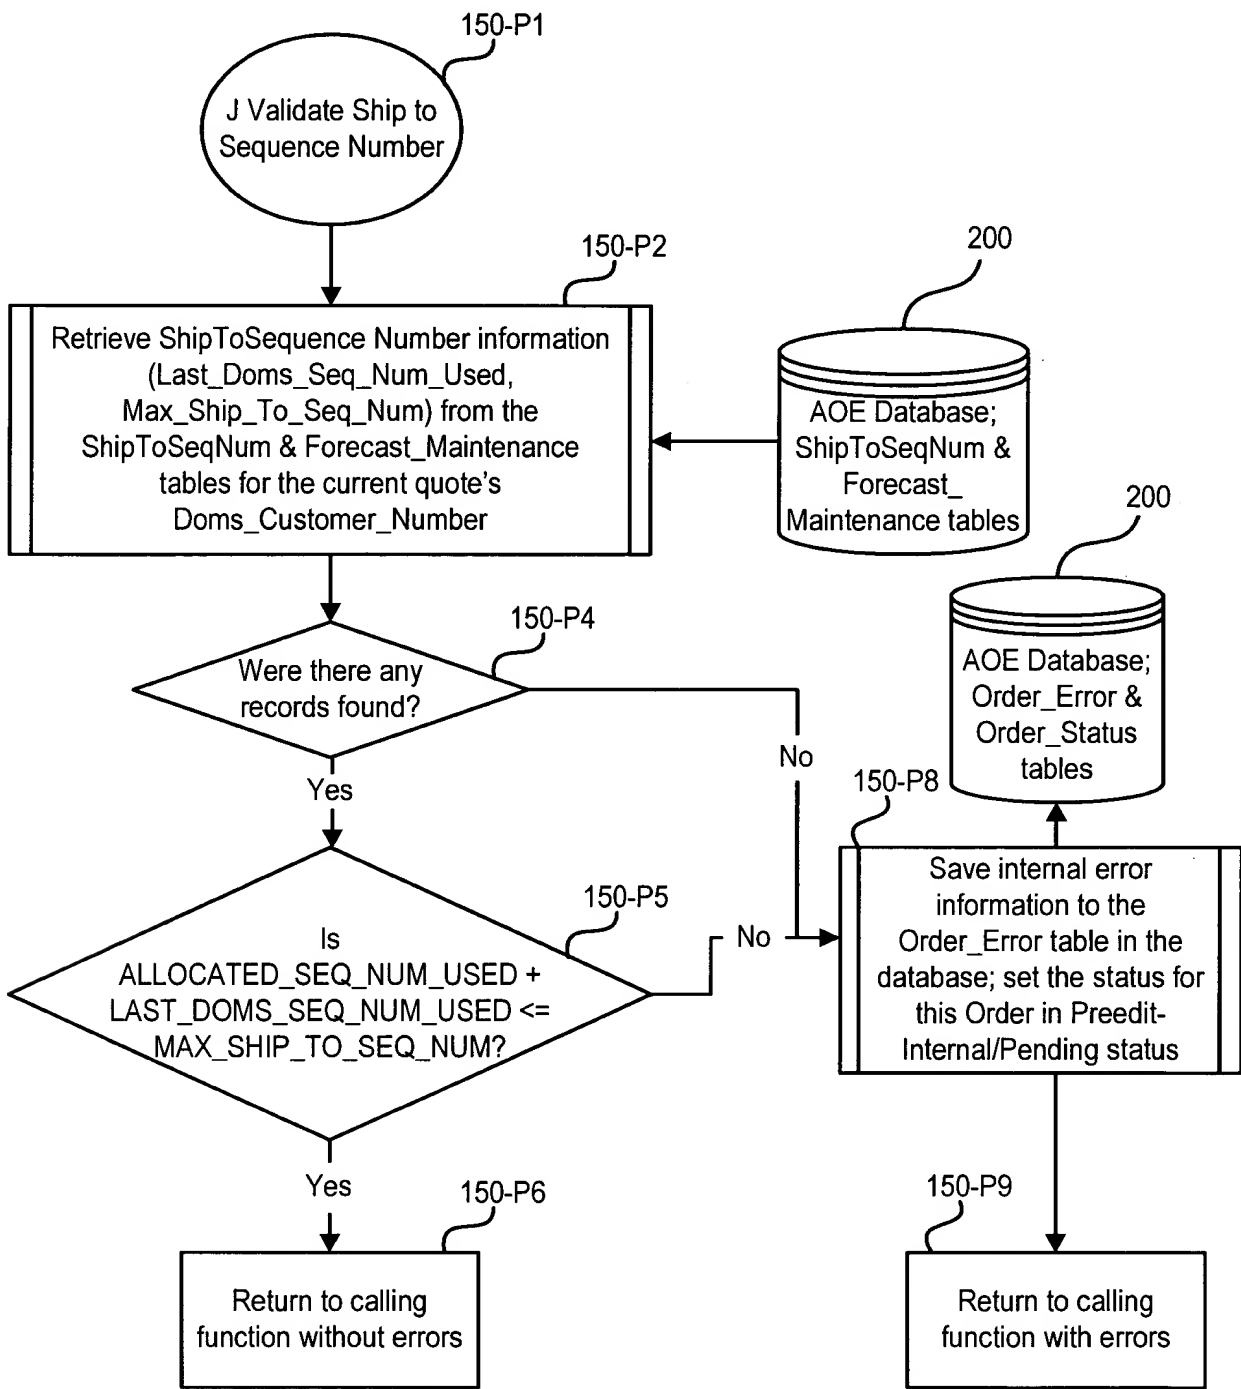 150-P1
J Validate Ship to
Sequence Number
150-P2
Retrieve ShipToSequence Number information
(Last_Doms_Seq_Num_Used,
Max_Ship_To_Seq_Num) from the
ShipToSeqNum & Forecast_Maintenance
tables for the current quote's
Doms_Customer_Number
200
AOE Database;
ShipToSeqNum &
Forecast_
Maintenance tables
200
AOE Database;
Order_Error &
Order_Status
tables
150-P4
Were there any
records found?
No
Yes
150-P5
Is
ALLOCATED_SEQ_NUM_USED +
LAST_DOMS_SEQ_NUM_USED <=
MAX_SHIP_TO_SEQ_NUM?
No
150-P8
Save internal error
information to the
Order_Error table in the
database; set the status for
this Order in Preedit-
Internal/Pending status
Yes
150-P6
Return to calling
function without errors
150-P9
Return to calling
function with errors